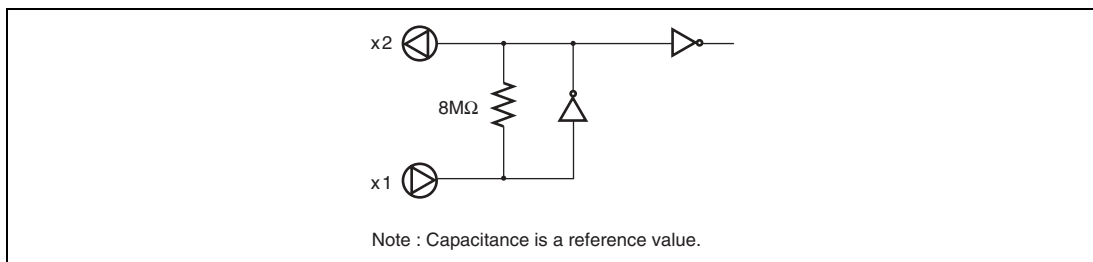 x2
8MΩ
x1
Note : Capacitance is a reference value.